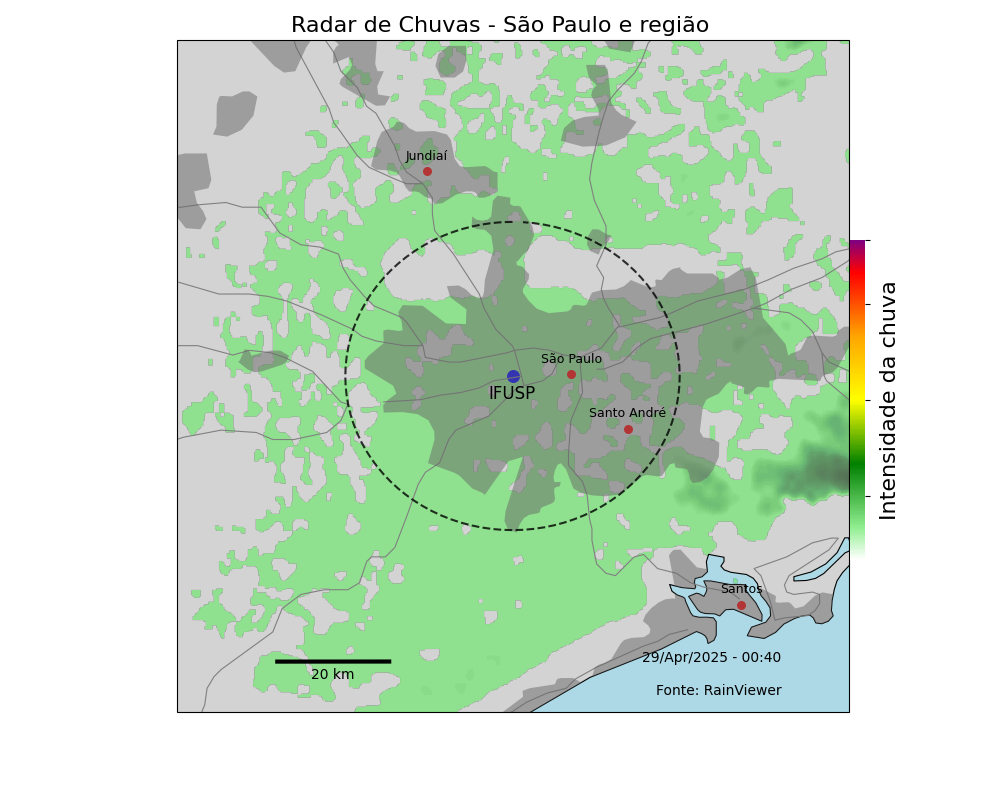 Radar de Chuvas - São Paulo e região
Jundiaí
São Paulo
IFUSP
Santo André
Intensidade da chuva
Santos
29/Apr/2025 - 00:40
20 km
Fonte: RainViewer